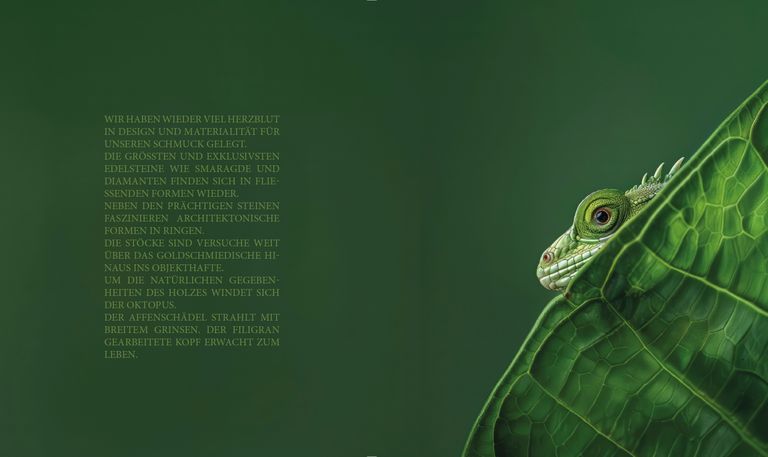 WIR HABEN WIEDER VIEL HERZBLUT
IN DESIGN UND MATERIALITÄT FÜR
UNSEREN SCHMUCK GELEGT.
DIE GRÖSSTEN UND EXKLUSIVSTEN
EDELSTEINE WIE SMARAGDE UND
DIAMANTEN FINDEN SICH IN FLIE-
SSENDEN FORMEN WIEDER.
NEBEN DEN PRÄCHTIGEN STEINEN
FASZINIEREN ARCHITEKTONISCHE
FORMEN IN RINGEN.
DIE STÖCKE SIND VERSUCHE WEIT
ÜBER DAS GOLDSCHMIEDISCHE HI-
NAUS INS OBJEKTHAFTE.
UM DIE NATÜRLICHEN GEGEBEN-
HEITEN DES HOLZES WINDET SICH
DER OKTOPUS.
DER AFFENSCHÄDEL STRAHLT MIT
BREITEM GRINSEN, DER FILIGRAN
GEARBEITETE KOPF ERWACHT ZUM
LEBEN.